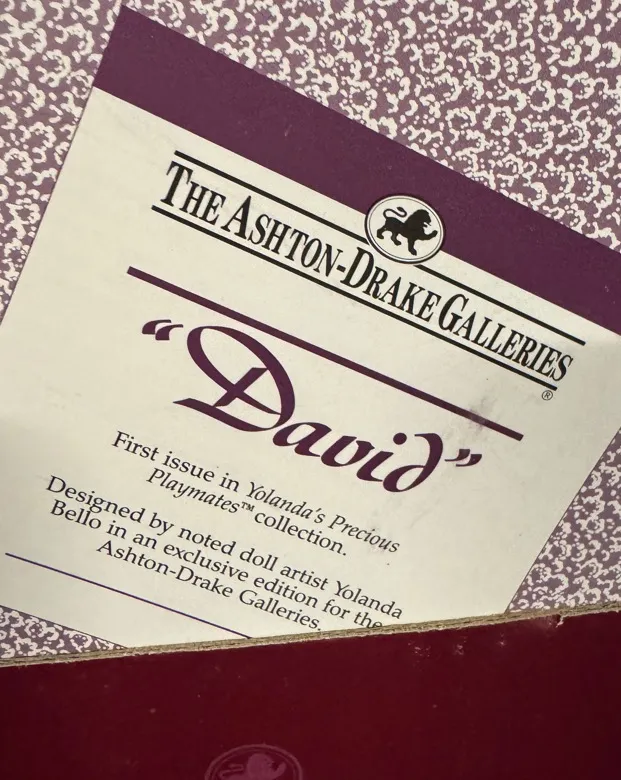 THE ASHTON-DRAKE GALLERIES
®
“David”
First issue in Yolanda's Precious
Playmates™ collection.
Designed by noted doll artist Yolanda
Bello in an exclusive edition for the
Ashton-Drake Galleries.